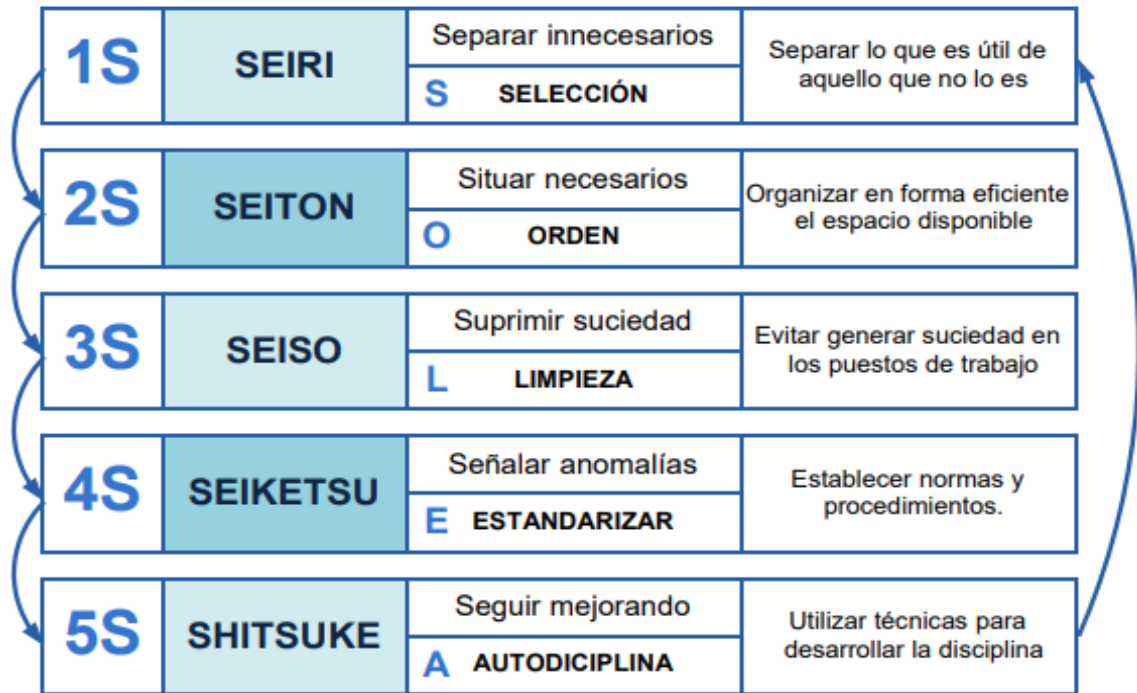 1S
SEIRI
Separar innecesarios
S SELECCIÓN
Separar lo que es útil de
aquello que no lo es
2S
SEITON
Situar necesarios
O ORDEN
Organizar en forma eficiente
el espacio disponible
3S
SEISO
Suprimir suciedad
L LIMPIEZA
Evitar generar suciedad en
los puestos de trabajo
4S
SEIKETSU
Señalar anomalías
E ESTANDARIZAR
Establecer normas y
procedimientos.
5S
SHITSUKE
Seguir mejorando
A AUTODICIPLINA
Utilizar técnicas para
desarrollar la disciplina